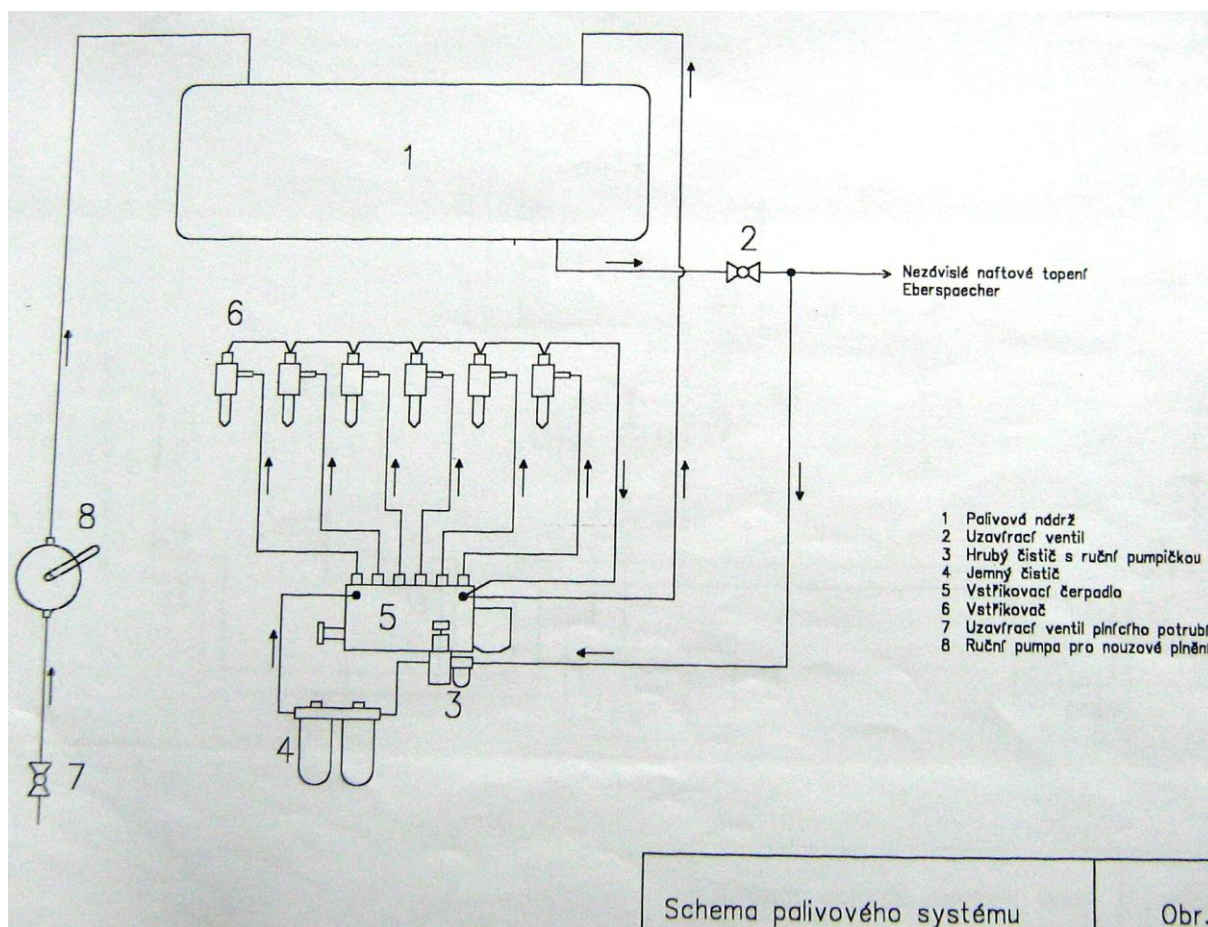 1
2
Nezávislé naftové topení
Eberspaecher
6
8
5
3
4
7
1 Palivová nádrž
2 Uzavírací ventil
3 Hrubý čistič s ruční pumpičkou
4 Jemný čistič
5 Vstřikovací čerpadlo
6 Vstřikovač
7 Uzavírací ventil plnícího potrubí
8 Ruční pumpa pro nouzové plnění
Schema palivového systému
Obr.